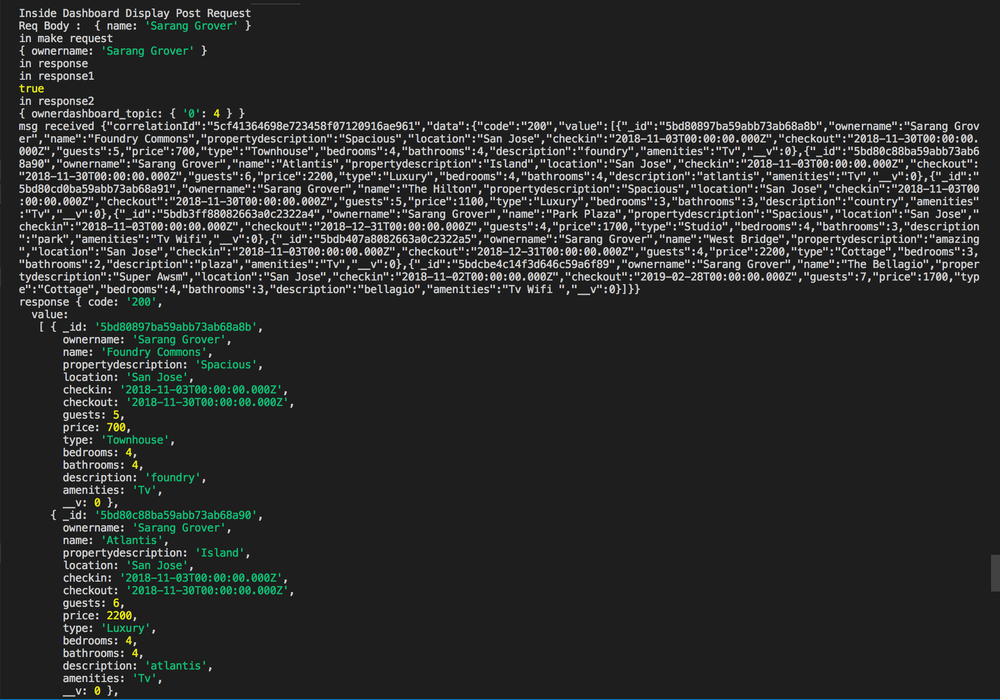 Inside Dashboard Display Post Request
Req Body :  { name: 'Sarang Grover' }
in make request
{ ownername: 'Sarang Grover' }
in response
in response1
true
in response2
{ ownerdashboard_topic: { '0': 4 } }
msg received {"correlationId":"5cf41364698e723458f07120916ae961","data":{"code":"200","value":[{"_id":"5bd80897ba59abb73ab68a8b","ownername":"Sarang Grov
er","name":"Foundry Commons","propertydescription":"Spacious","location":"San Jose","checkin":"2018-11-03T00:00:00.000Z","checkout":"2018-11-30T00:00:00.
000Z","guests":5,"price":700,"type":"Townhouse","bedrooms":4,"bathrooms":4,"description":"foundry","amenities":"Tv","__v":0},{"_id":"5bd80c88ba59abb73ab6
8a90","ownername":"Sarang Grover","name":"Atlantis","propertydescription":"Island","location":"San Jose","checkin":"2018-11-03T00:00:00.000Z","checkout":
"2018-11-30T00:00:00.000Z","guests":6,"price":2200,"type":"Luxury","bedrooms":4,"bathrooms":4,"description":"atlantis","amenities":"Tv","__v":0},{"_id":"
5bd80cd0ba59abb73ab68a91","ownername":"Sarang Grover","name":"The Hilton","propertydescription":"Spacious","location":"San Jose","checkin":"2018-11-03T00
:00:00.000Z","checkout":"2018-11-30T00:00:00.000Z","guests":5,"price":1100,"type":"Luxury","bedrooms":3,"bathrooms":3,"description":"country","amenities"
:"Tv","__v":0},{"_id":"5bdb3ff88082663a0c2322a4","ownername":"Sarang Grover","name":"Park Plaza","propertydescription":"Spacious","location":"San Jose","
checkin":"2018-11-03T00:00:00.000Z","checkout":"2018-12-31T00:00:00.000Z","guests":4,"price":1700,"type":"Studio","bedrooms":4,"bathrooms":3,"description
":"park","amenities":"Tv Wifi","__v":0},{"_id":"5bdb407a8082663a0c2322a5","ownername":"Sarang Grover","name":"West Bridge","propertydescription":"amazing
","location":"San Jose","checkin":"2018-11-03T00:00:00.000Z","checkout":"2018-12-31T00:00:00.000Z","guests":4,"price":2200,"type":"Cottage","bedrooms":3,
"bathrooms":2,"description":"plaza","amenities":"Tv","__v":0},{"_id":"5bdcbe4c14f3d646c59a6f89","ownername":"Sarang Grover","name":"The Bellagio","proper
tydescription":"Super Awsm","location":"San Jose","checkin":"2018-11-02T00:00:00.000Z","checkout":"2019-02-28T00:00:00.000Z","guests":7,"price":1700,"typ
e":"Cottage","bedrooms":4,"bathrooms":3,"description":"bellagio","amenities":"Tv Wifi ","__v":0}]}}
response { code: '200',
  value:
   [ { _id: '5bd80897ba59abb73ab68a8b',
       ownername: 'Sarang Grover',
       name: 'Foundry Commons',
       propertydescription: 'Spacious',
       location: 'San Jose',
       checkin: '2018-11-03T00:00:00.000Z',
       checkout: '2018-11-30T00:00:00.000Z',
       guests: 5,
       price: 700,
       type: 'Townhouse',
       bedrooms: 4,
       bathrooms: 4,
       description: 'foundry',
       amenities: 'Tv',
       __v: 0 },
     { _id: '5bd80c88ba59abb73ab68a90',
       ownername: 'Sarang Grover',
       name: 'Atlantis',
       propertydescription: 'Island',
       location: 'San Jose',
       checkin: '2018-11-03T00:00:00.000Z',
       checkout: '2018-11-30T00:00:00.000Z',
       guests: 6,
       price: 2200,
       type: 'Luxury',
       bedrooms: 4,
       bathrooms: 4,
       description: 'atlantis',
       amenities: 'Tv',
       __v: 0 },